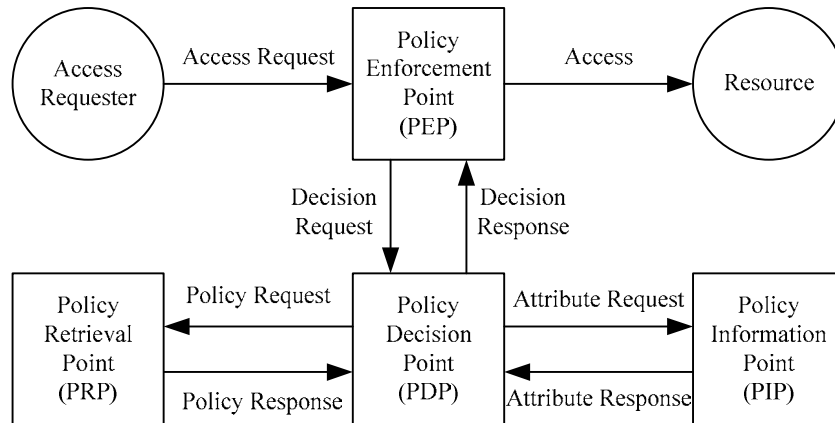 Access
Requester
Access Request
Policy
Enforcement
Point
(PEP)
Access
Resource
Decision
Request
Decision
Response
Policy
Retrieval
Point
(PRP)
Policy Request
Policy Response
Policy
Decision
Point
(PDP)
Attribute Request
Attribute Response
Policy
Information
Point
(PIP)